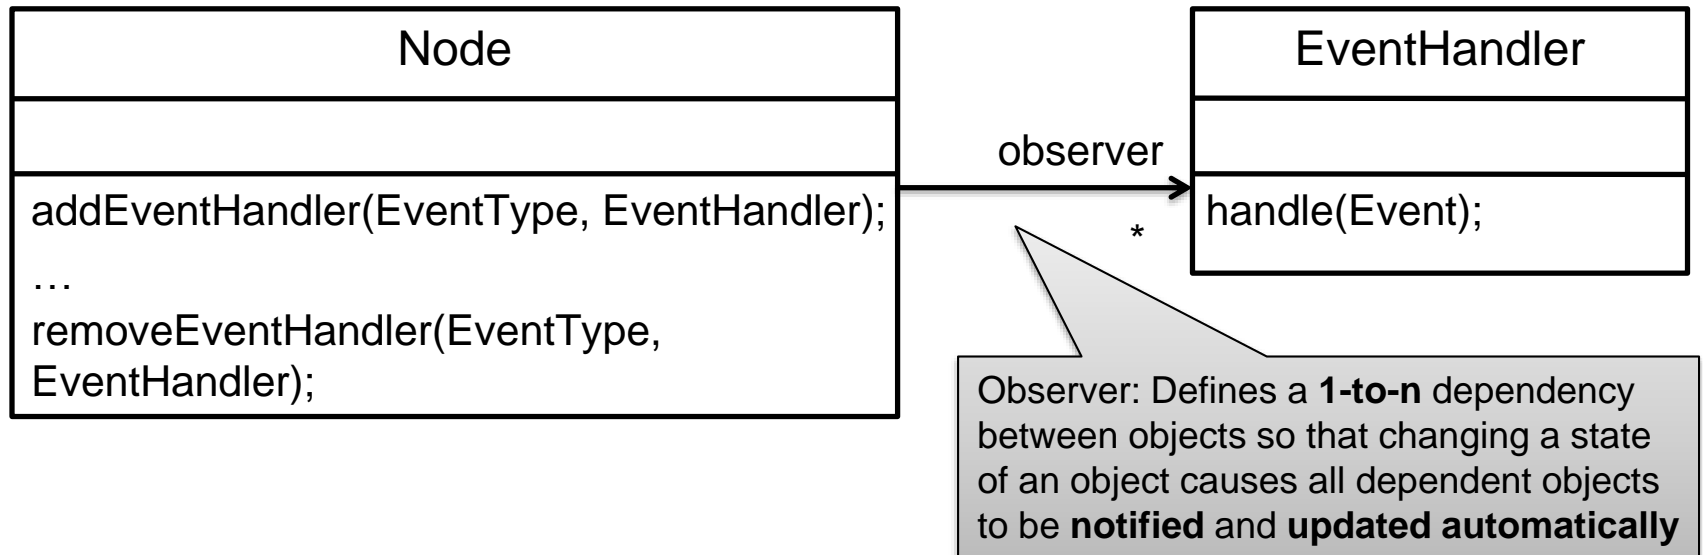 Node
addEventHandler(EventType, EventHandler);
…
removeEventHandler(EventType,
EventHandler);
observer
*
EventHandler
handle(Event);
Observer: Defines a 1-to-n dependency
between objects so that changing a state
of an object causes all dependent objects
to be notified and updated automatically